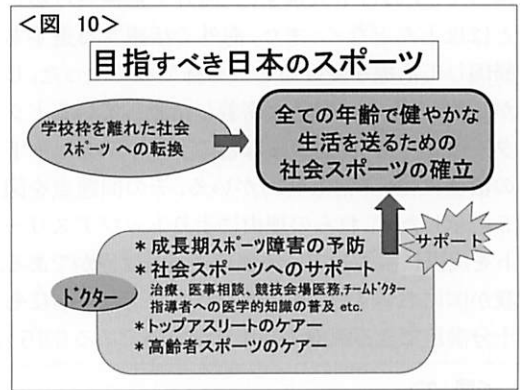 <図 10>
目指すべき日本のスポーツ
学校枠を離れた社会
スポーツへの転換
全ての年齢で健やかな
生活を送るための
社会スポーツの確立
サポート
ドクター
*成長期スポーツ障害の予防
*社会スポーツへのサポート
治療、医事相談、競技会場医務、チームドクター
指導者への医学的知識の普及 etc.
*トップアスリートのケアー
*高齢者スポーツのケアー